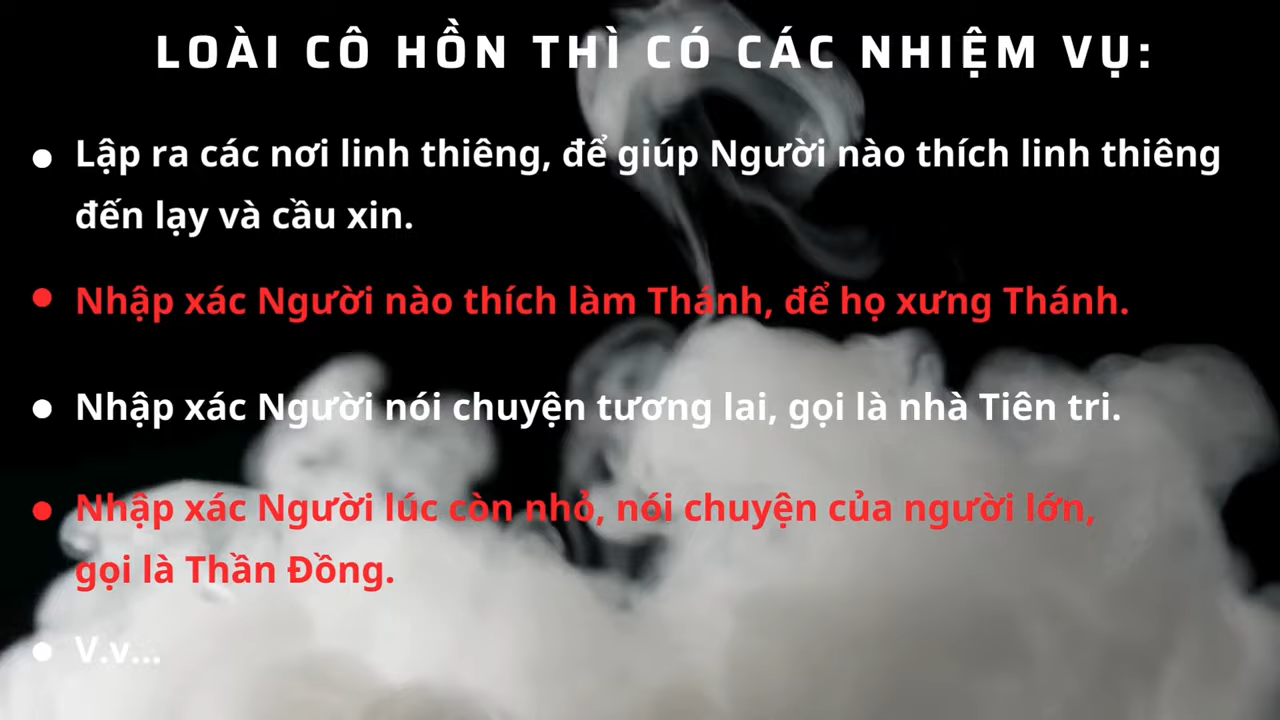 LOÀI CÔ HỒN THÌ CÓ CÁC NHIỆM VỤ:
• Lập ra các nơi linh thiêng, để giúp Người nào thích linh thiêng
đến lạy và cầu xin.
• Nhập xác Người nào thích làm Thánh, để họ xưng Thánh.
• Nhập xác Người nói chuyện tương lai, gọi là nhà Tiên tri.
• Nhập xác Người lúc còn nhỏ, nói chuyện của người lớn,
gọi là Thần Đồng.
• V.v...